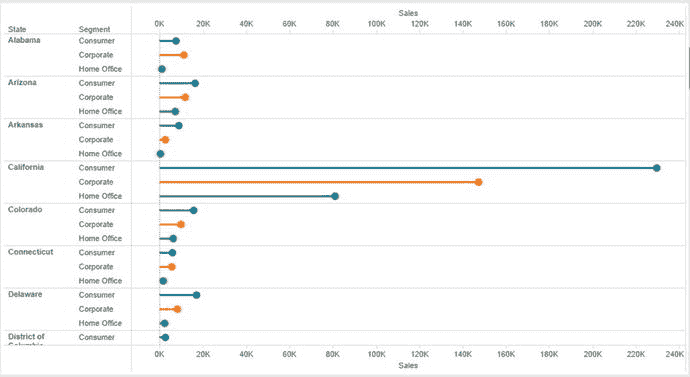 Sales
State Segment 0K 20K 40K 60K 80K 100K 120K 140K 160K 180K 200K 220K 240K
Alabama Consumer
Corporate
Home Office
Arizona Consumer
Corporate
Home Office
Arkansas Consumer
Corporate
Home Office
California Consumer
Corporate
Home Office
Colorado Consumer
Corporate
Home Office
Connecticut Consumer
Corporate
Home Office
Delaware Consumer
Corporate
Home Office
District of Consumer
Columbia
0K 20K 40K 60K 80K 100K 120K 140K 160K 180K 200K 220K 240K
Sales